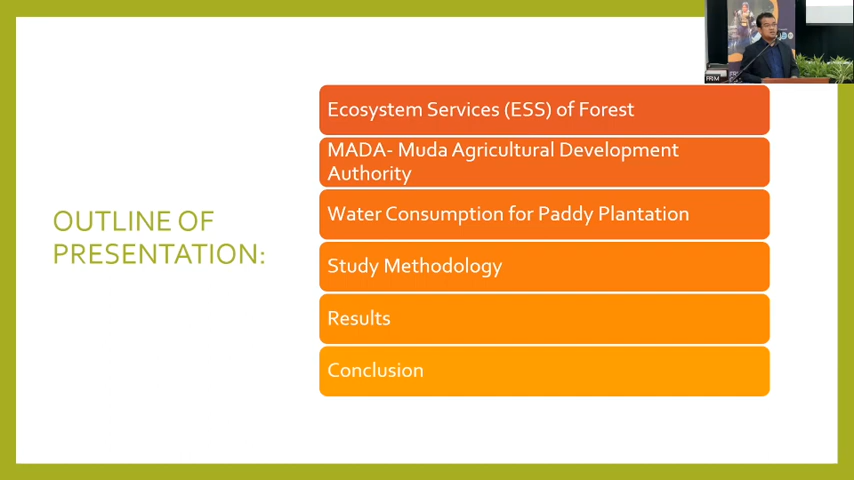 OUTLINE OF
PRESENTATION:
Ecosystem Services (ESS) of Forest
MADA- Muda Agricultural Development
Authority
Water Consumption for Paddy Plantation
Study Methodology
Results
Conclusion
FRIM